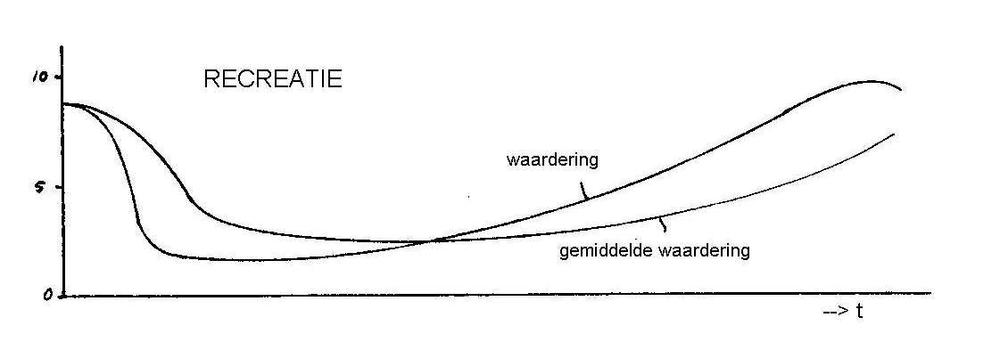 10
RECREATIE
waardering
5
gemiddelde waardering
0
--> t